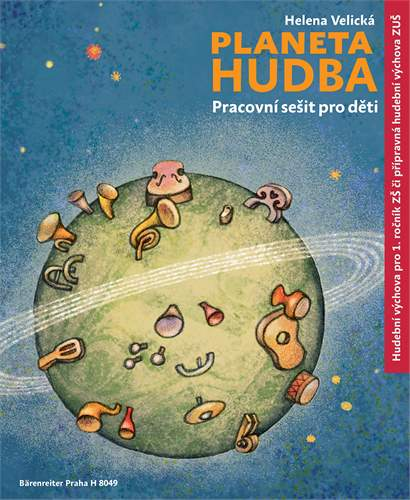 Helena Velická
PLANETA
HUDBA
Pracovní sešit pro děti
Hudební výchova pro 1. ročník ZŠ či přípravná hudební výchova ZUŠ
Bärenreiter Praha H 8049